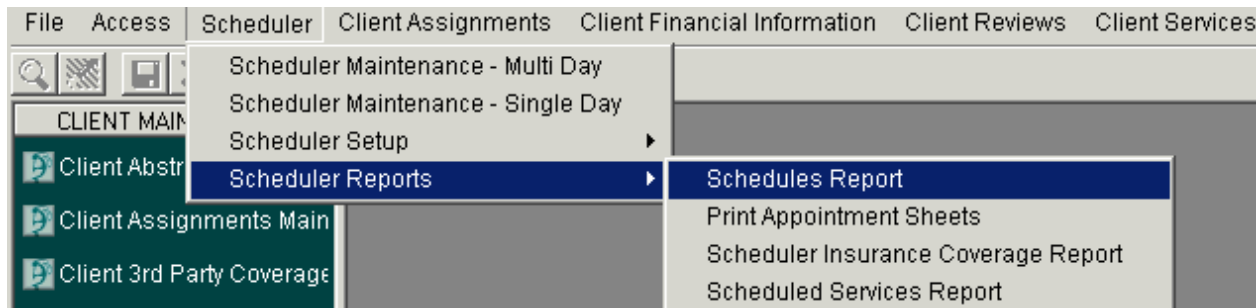 File Access Scheduler Client Assignments Client Financial Information Client Reviews Client Services
Scheduler Maintenance - Multi Day
Scheduler Maintenance - Single Day
Scheduler Setup
Scheduler Reports
Schedules Report
Print Appointment Sheets
Scheduler Insurance Coverage Report
Scheduled Services Report
CLIENT MAIN
Client Abstr
Client Assignments Main
Client 3rd Party Coverage